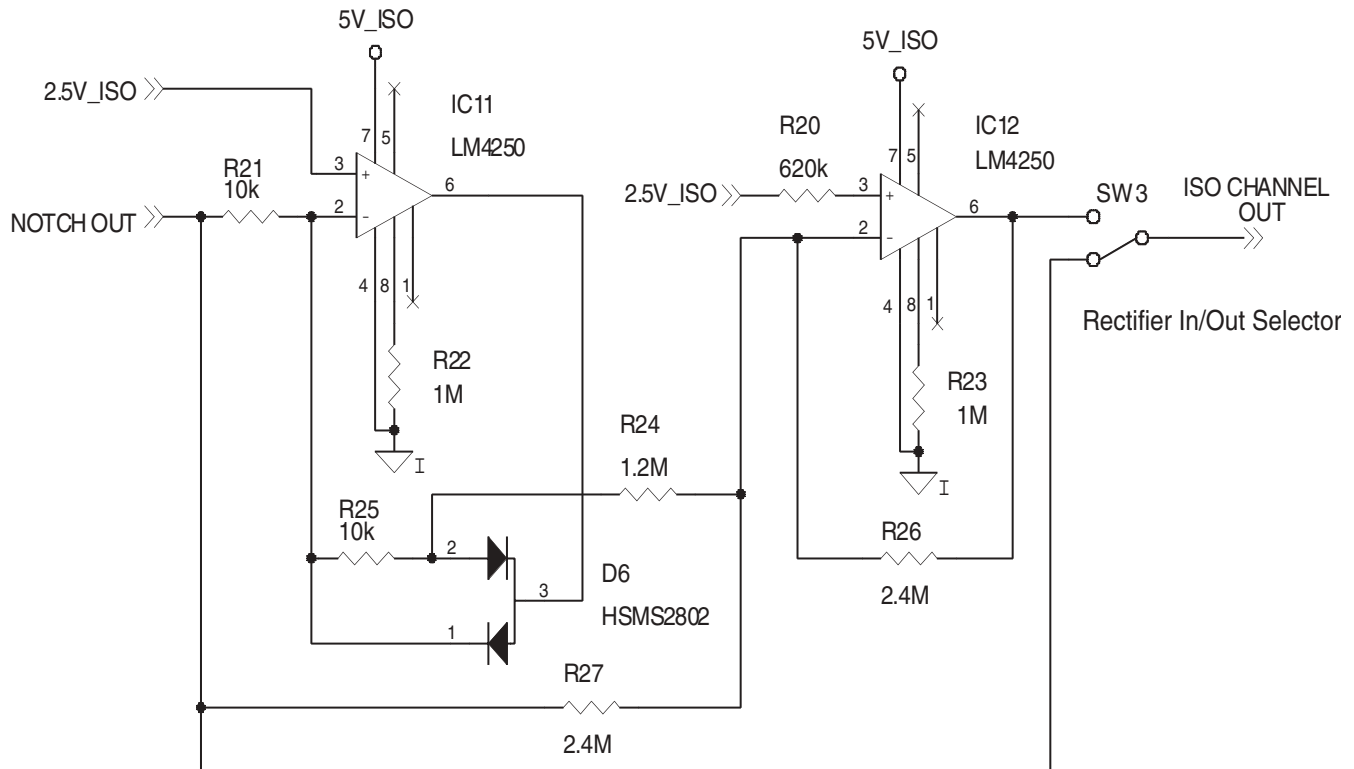 5V_ISO
2.5V_ISO
IC11
LM4250
7
5
3
+
6
R21
10k
2
-
NOTCH OUT
4
8
1
R22
1M
I
5V_ISO
R20
620k
IC12
LM4250
7
5
2.5V_ISO
3
+
6
2
-
SW3
ISO CHANNEL
OUT
4
8
1
Rectifier In/Out Selector
R23
1M
I
R24
1.2M
R25
10k
2
D6
3
HSMS2802
1
R26
2.4M
R27
2.4M